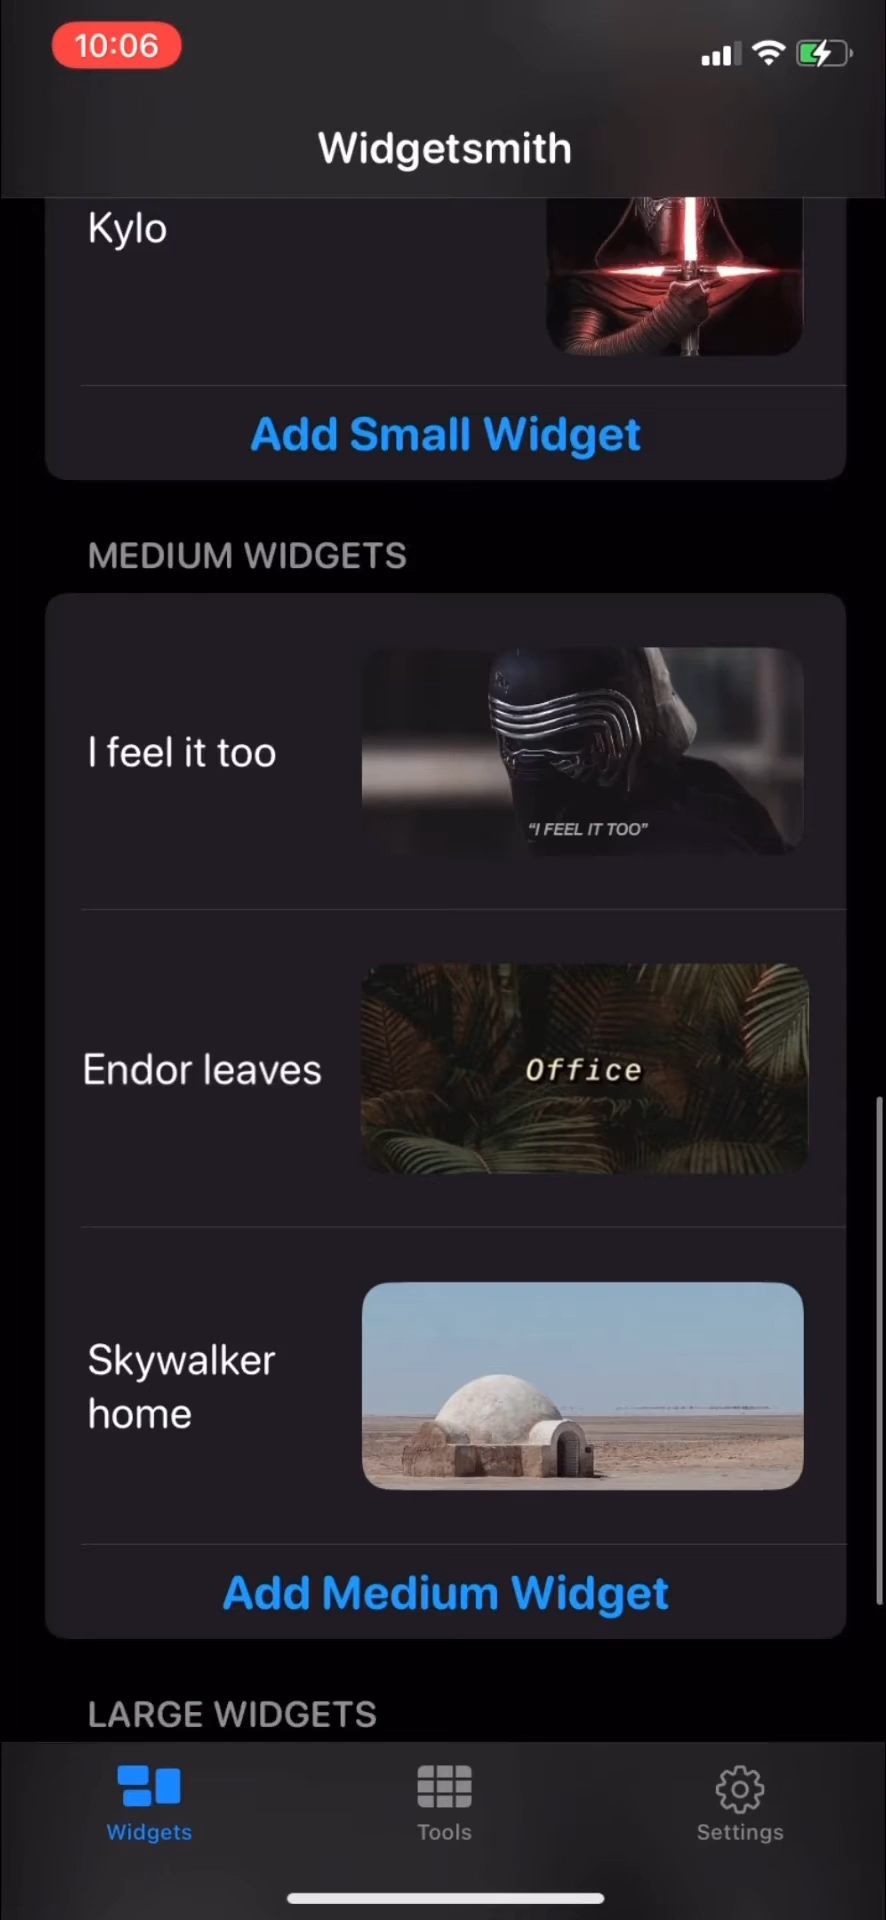 10:06
Widgetsmith
Kylo
Add Small Widget
MEDIUM WIDGETS
I feel it too
“I FEEL IT TOO”
Endor leaves
Office
Skywalker
home
Add Medium Widget
LARGE WIDGETS
Widgets
Tools
Settings